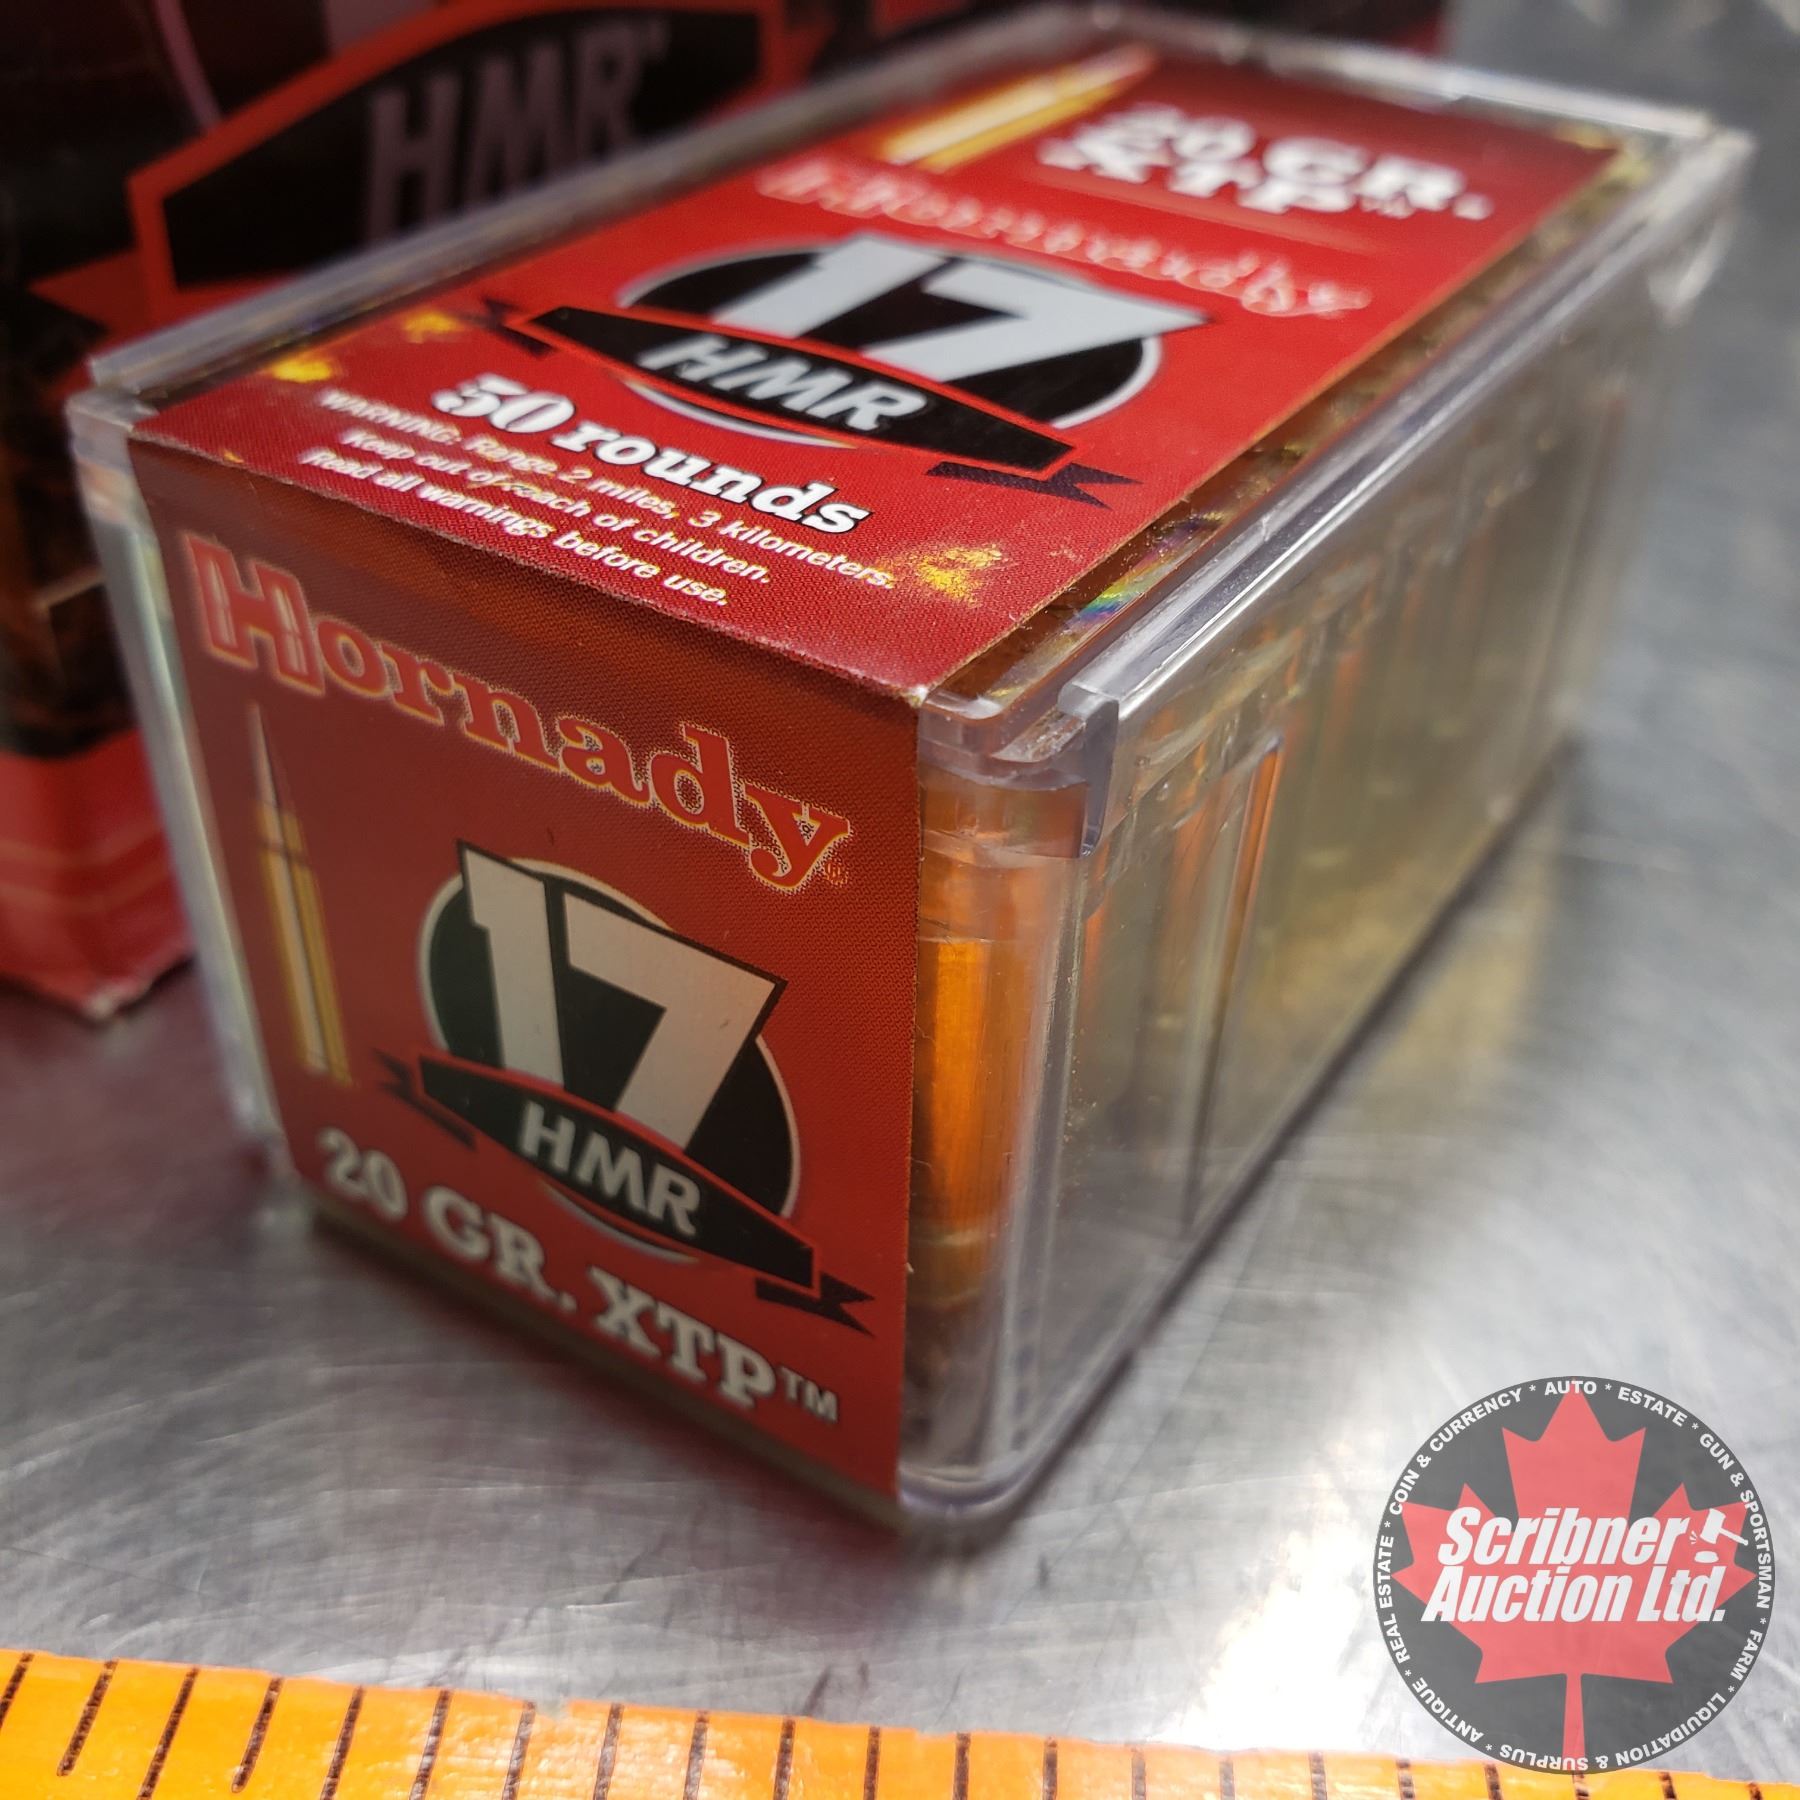 HMR
20 GR.
XTP™
Hornady
17
HMR
50 rounds
WARNING: Range 2 miles, 3 kilometers.
Keep out of reach of children.
Read all warnings before use.
Hornady®
17
HMR
20 GR. XTP™
Scribner
Auction Ltd.
ANTIQUE * REAL ESTATE * COIN & CURRENCY * AUTO * ESTATE * GUN & SPORTSMAN * FARM * LIQUIDATION & SURPLUS *